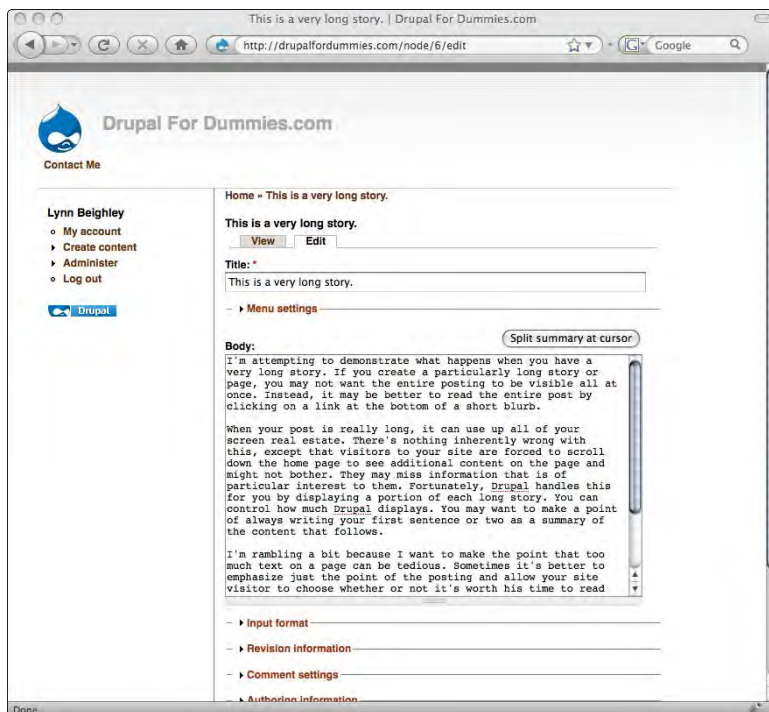 This is a very long story. | Drupal For Dummies.com
http://drupalfordummies.com/node/6/edit
Google
Drupal For Dummies.com
Contact Me
Lynn Beighley
My account
Create content
Administer
Log out
Drupal
Home » This is a very long story.
This is a very long story.
View Edit
Title: *
This is a very long story.
Menu settings
Split summary at cursor
Body:
I'm attempting to demonstrate what happens when you have a
very long story. If you create a particularly long story or
page, you may not want the entire posting to be visible all at
once. Instead, it may be better to read the entire post by
clicking on a link at the bottom of a short blurb.
When your post is really long, it can use up all of your
screen real estate. There's nothing inherently wrong with
this, except that visitors to your site are forced to scroll
down the home page to see additional content on the page and
might not bother. They may miss information that is of
particular interest to them. Fortunately, Drupal handles this
for you by displaying a portion of each long story. You can
control how much Drupal displays. You may want to make a point
of always writing your first sentence or two as a summary of
the content that follows.
I'm rambling a bit because I want to make the point that too
much text on a page can be tedious. Sometimes it's better to
emphasize just the point of the posting and allow your site
visitor to choose whether or not it's worth his time to read
Input format
Revision information
Comment settings
Authoring information
Done